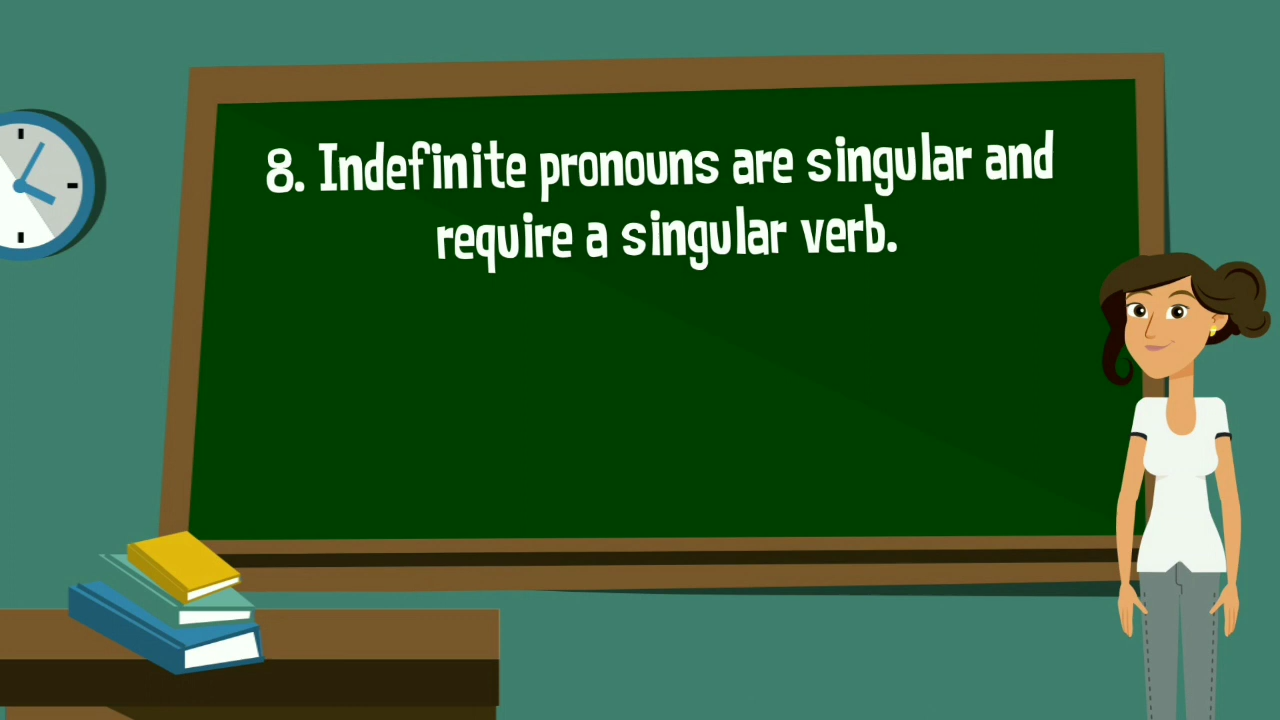 8. Indefinite pronouns are singular and
require a singular verb.